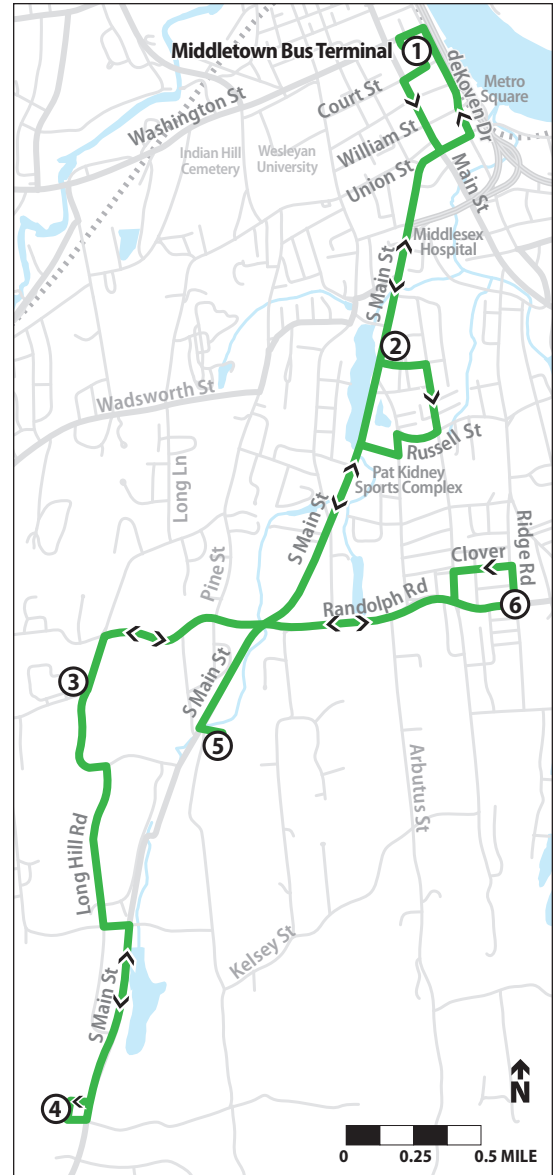 Middletown Bus Terminal
1
deKoven Dr
Metro
Square
Court St
Washington St
William St
Indian Hill
Cemetery
Wesleyan
University
Union St
Main St
Middlesex
Hospital
S Main St
2
Wadsworth St
Russell St
Pat Kidney
Sports Complex
Long Ln
S Main St
Pine St
Ridge Rd
Clover
Randolph Rd
6
3
S Main St
5
Arbutus St
Long Hill Rd
Kelsey St
S Main St
4
N
0 0.25 0.5 MILE